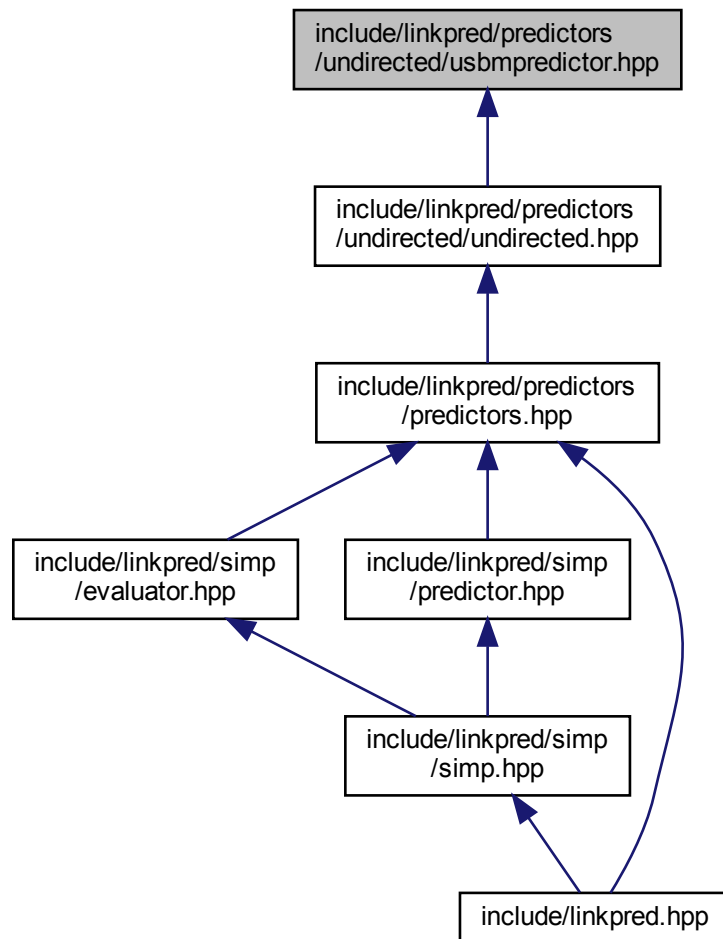 include/linkpred/predictors
/undirected/usbmpredictor.hpp
include/linkpred/predictors
/undirected/undirected.hpp
include/linkpred/predictors
/predictors.hpp
include/linkpred/simp
/evaluator.hpp
include/linkpred/simp
/predictor.hpp
include/linkpred/simp
/simp.hpp
include/linkpred.hpp